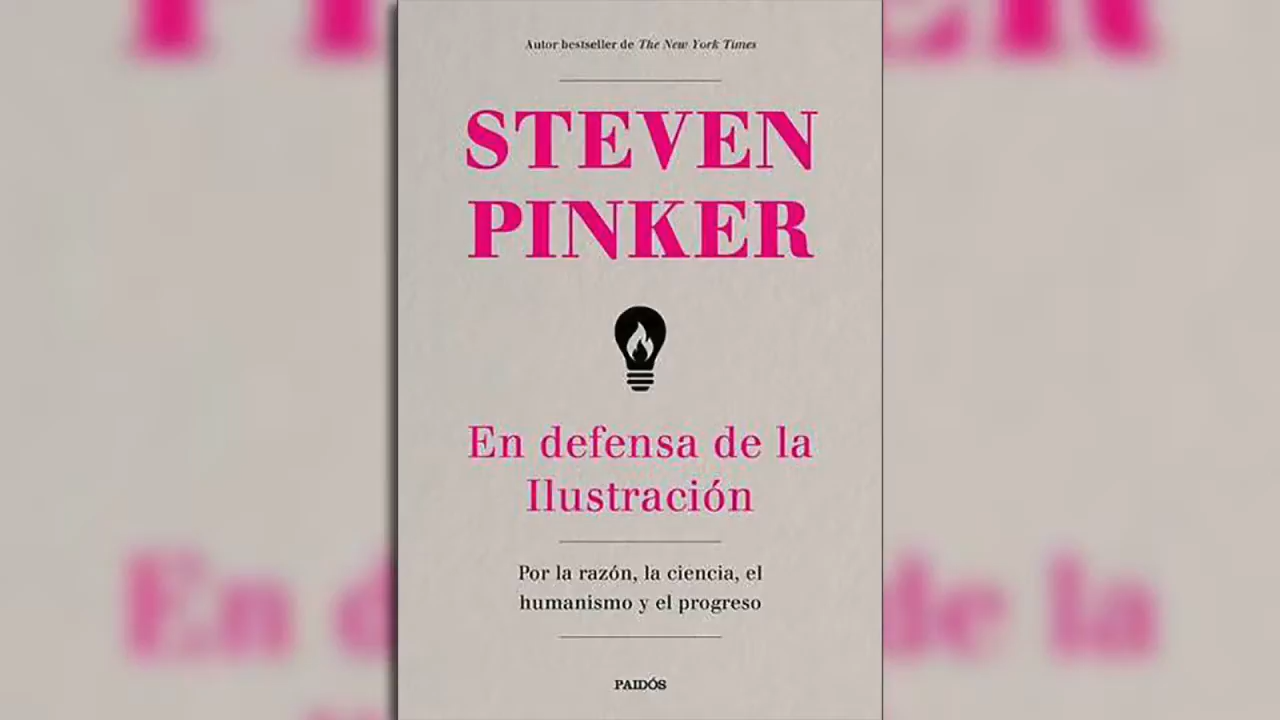 Autor bestseller de The New York Times
STEVEN
PINKER
En defensa de la
Ilustración
Por la razón, la ciencia, el
humanismo y el progreso
PAIDÓS